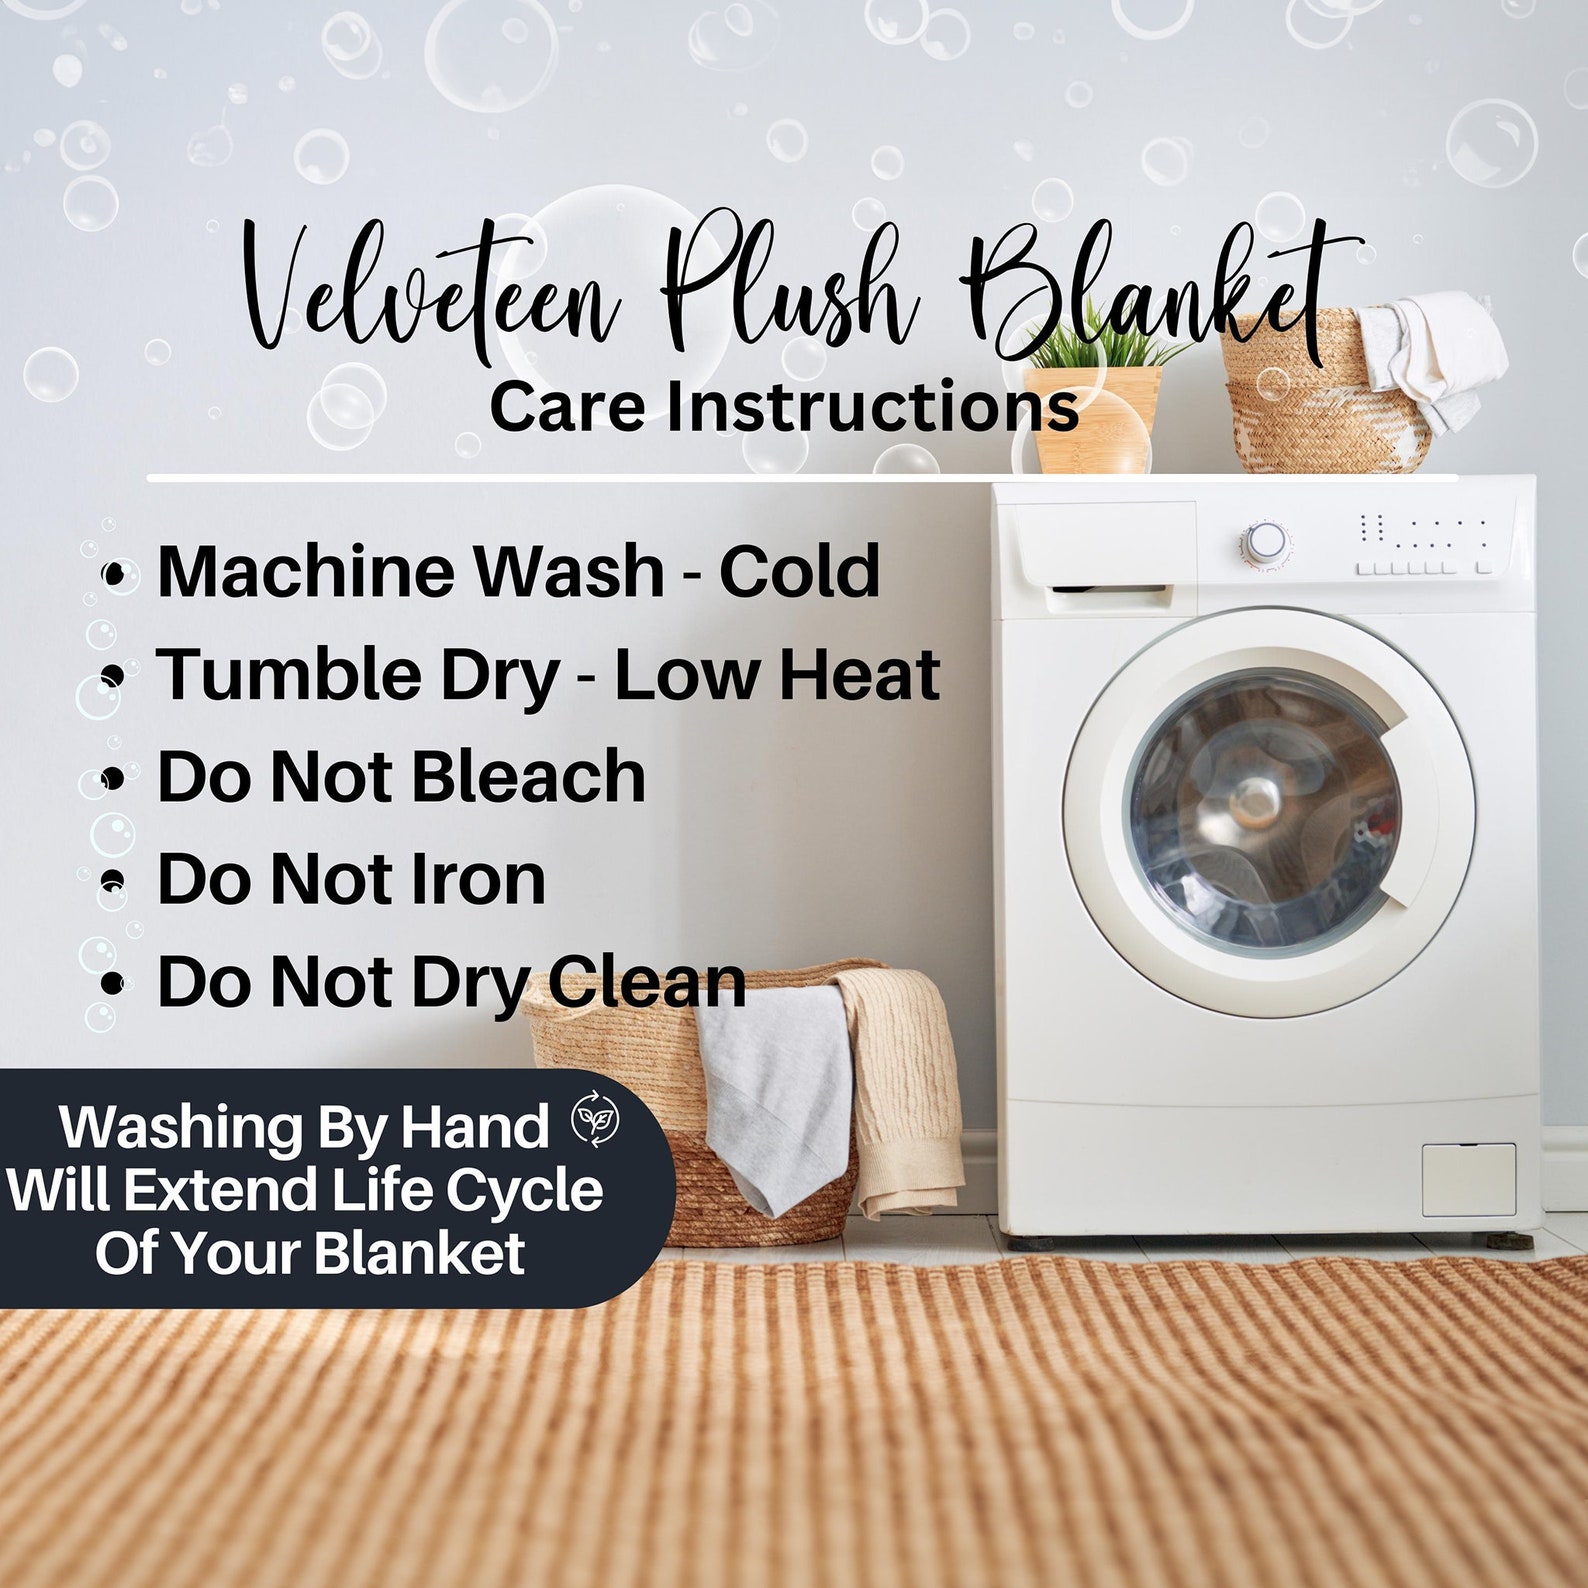 Velveteen Plush Blanket
Care Instructions
Machine Wash - Cold
Tumble Dry - Low Heat
Do Not Bleach
Do Not Iron
Do Not Dry Clean
Washing By Hand
Will Extend Life Cycle
Of Your Blanket